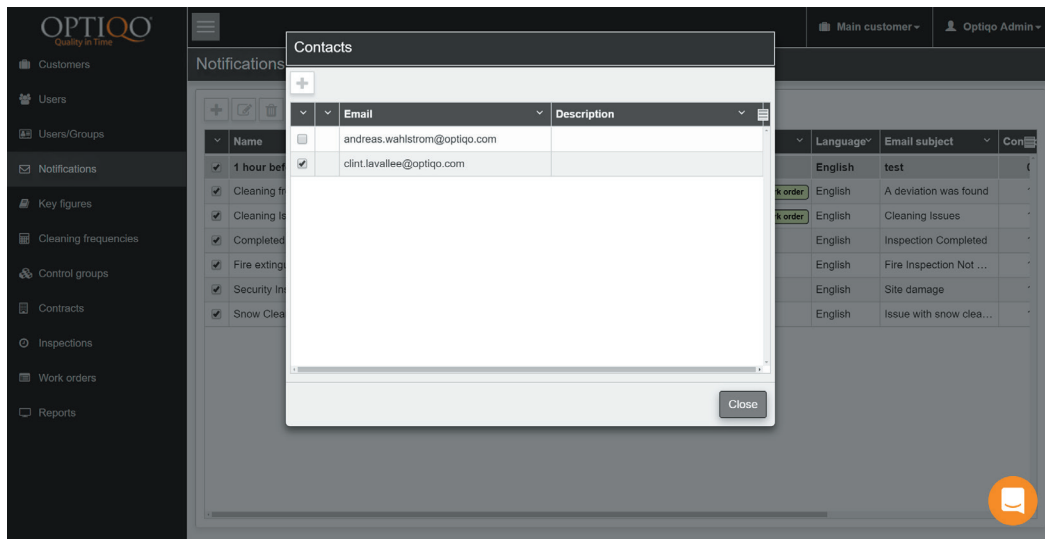 OPTIQO
Quality in Time
Main customer
Optiqo Admin
Customers
Users
Users/Groups
Notifications
Key figures
Cleaning frequencies
Control groups
Contracts
Inspections
Work orders
Reports
Notifications
Contacts
Email Description
andreas.wahlstrom@optiqo.com
clint.lavallee@optiqo.com
Close
Name Language Email subject Con
1 hour bef English test
Cleaning fr k order English A deviation was found
Cleaning Is k order English Cleaning Issues
Completed English Inspection Completed
Fire exting English Fire Inspection Not ...
Security In English Site damage
Snow Clea English Issue with snow clea...